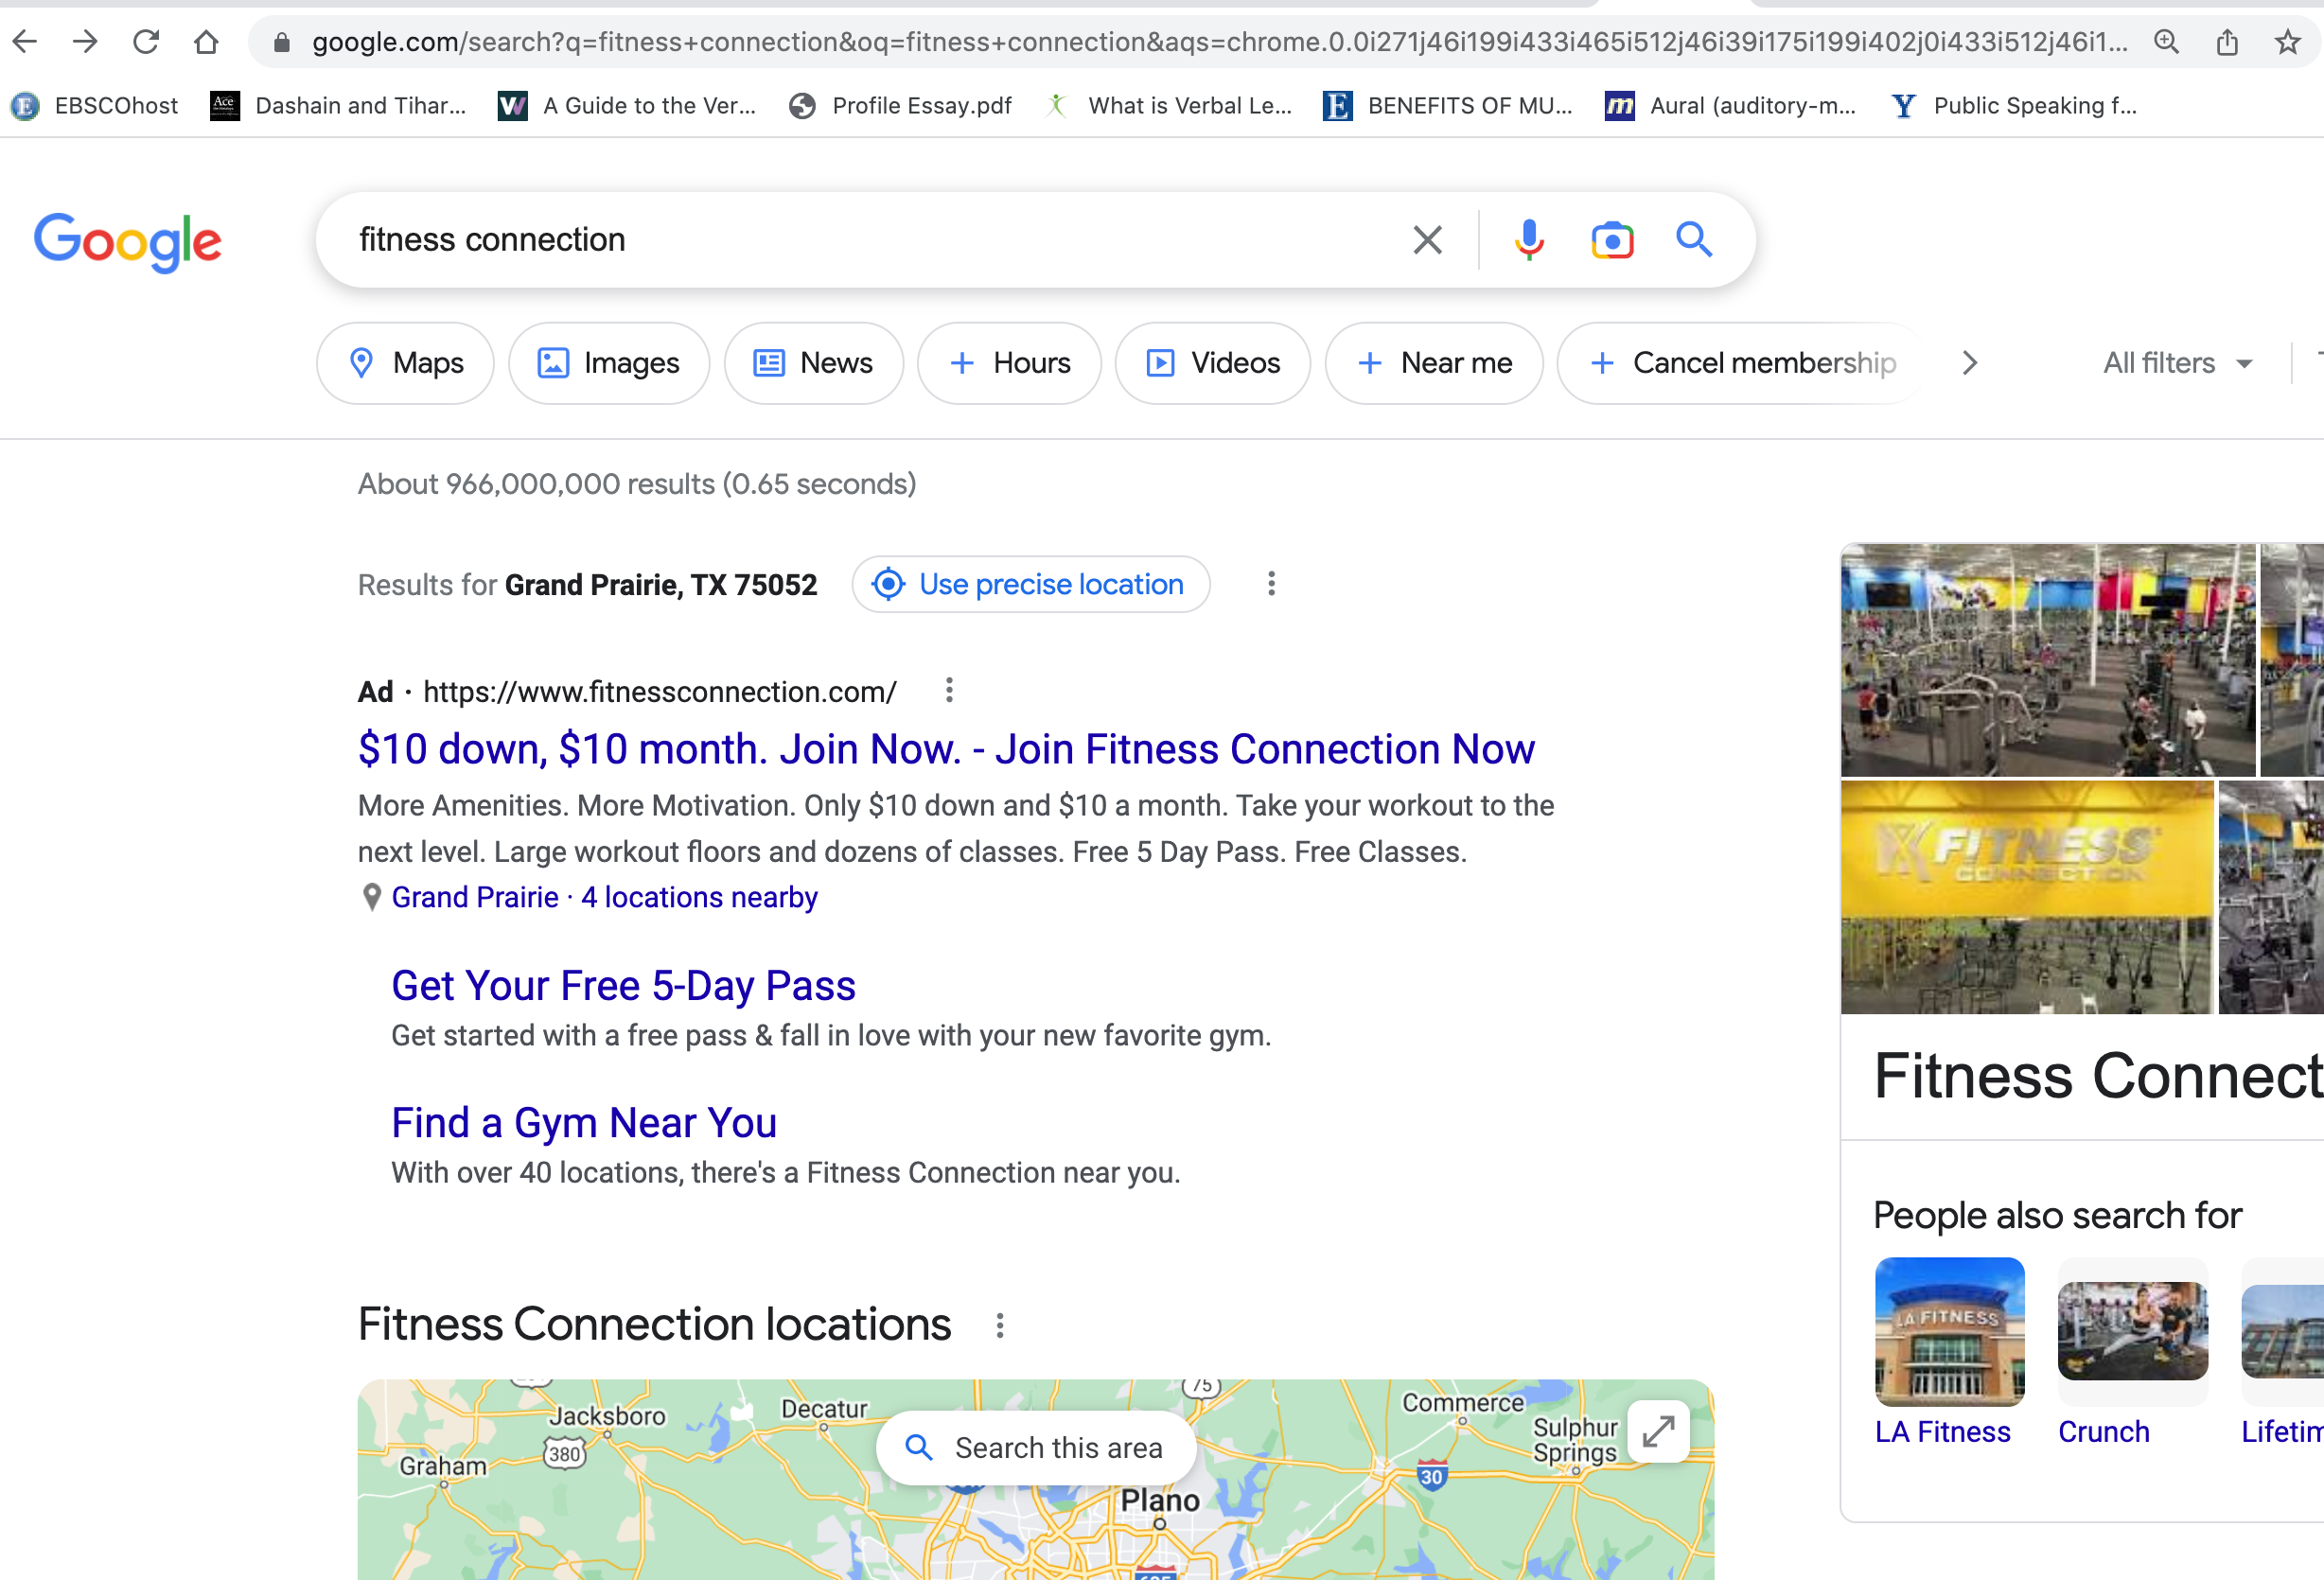 google.com/search?q=fitness+connection&oq=fitness+connection&aqs=chrome.0.0i271j46i199i433i465i512j46i39i175i199i402j0i433i512j46i1...
EBSCOhost Dashain and Tihar... A Guide to the Ver... Profile Essay.pdf What is Verbal Le... BENEFITS OF MU... Aural (auditory-m... Public Speaking f...
Google
fitness connection
Maps Images News Hours Videos Near me Cancel membership All filters
About 966,000,000 results (0.65 seconds)
Results for Grand Prairie, TX 75052 Use precise location
Ad · https://www.fitnessconnection.com/
$10 down, $10 month. Join Now. - Join Fitness Connection Now
More Amenities. More Motivation. Only $10 down and $10 a month. Take your workout to the
next level. Large workout floors and dozens of classes. Free 5 Day Pass. Free Classes.
Grand Prairie · 4 locations nearby
Get Your Free 5-Day Pass
Get started with a free pass & fall in love with your new favorite gym.
Find a Gym Near You
With over 40 locations, there's a Fitness Connection near you.
Fitness Connection locations
Jacksboro
380
Graham
Decatur
75
Search this area
Plano
Commerce
Sulphur
Springs
30
635
FITNESS
CONNECTION
Fitness Connect
People also search for
LA FITNESS
LA Fitness Crunch Lifetim